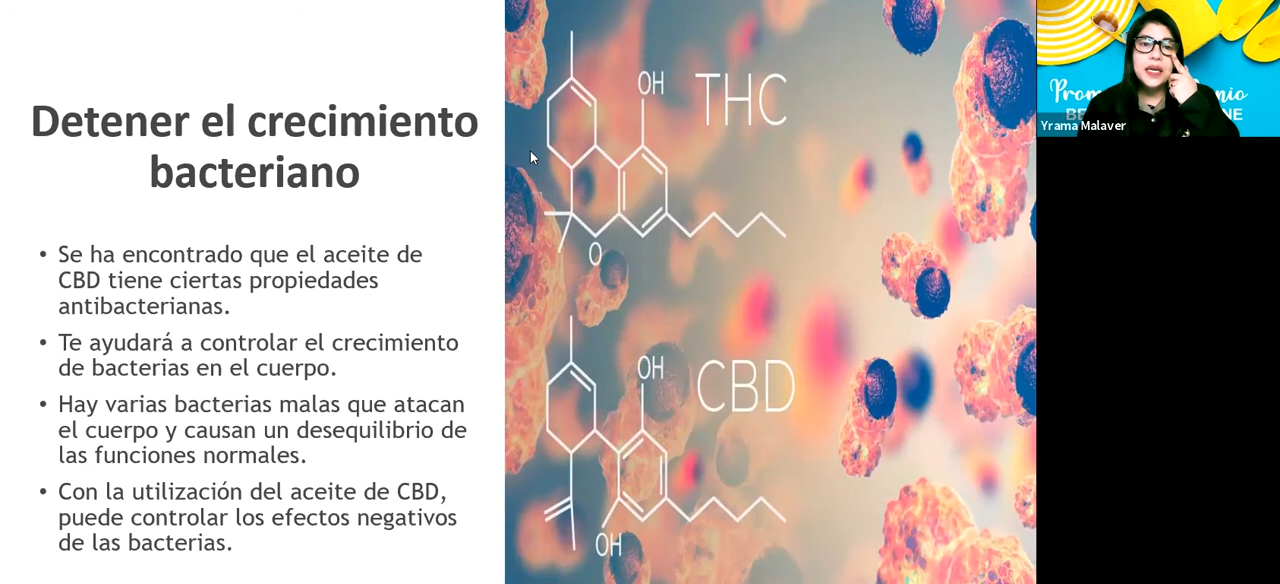 Detener el crecimiento
bacteriano
• Se ha encontrado que el aceite de
CBD tiene ciertas propiedades
antibacterianas.
• Te ayudará a controlar el crecimiento
de bacterias en el cuerpo.
• Hay varias bacterias malas que atacan
el cuerpo y causan un desequilibrio de
las funciones normales.
• Con la utilización del aceite de CBD,
puede controlar los efectos negativos
de las bacterias.
OH
THC
O
OH
CBD
OH
Yrama Malaver